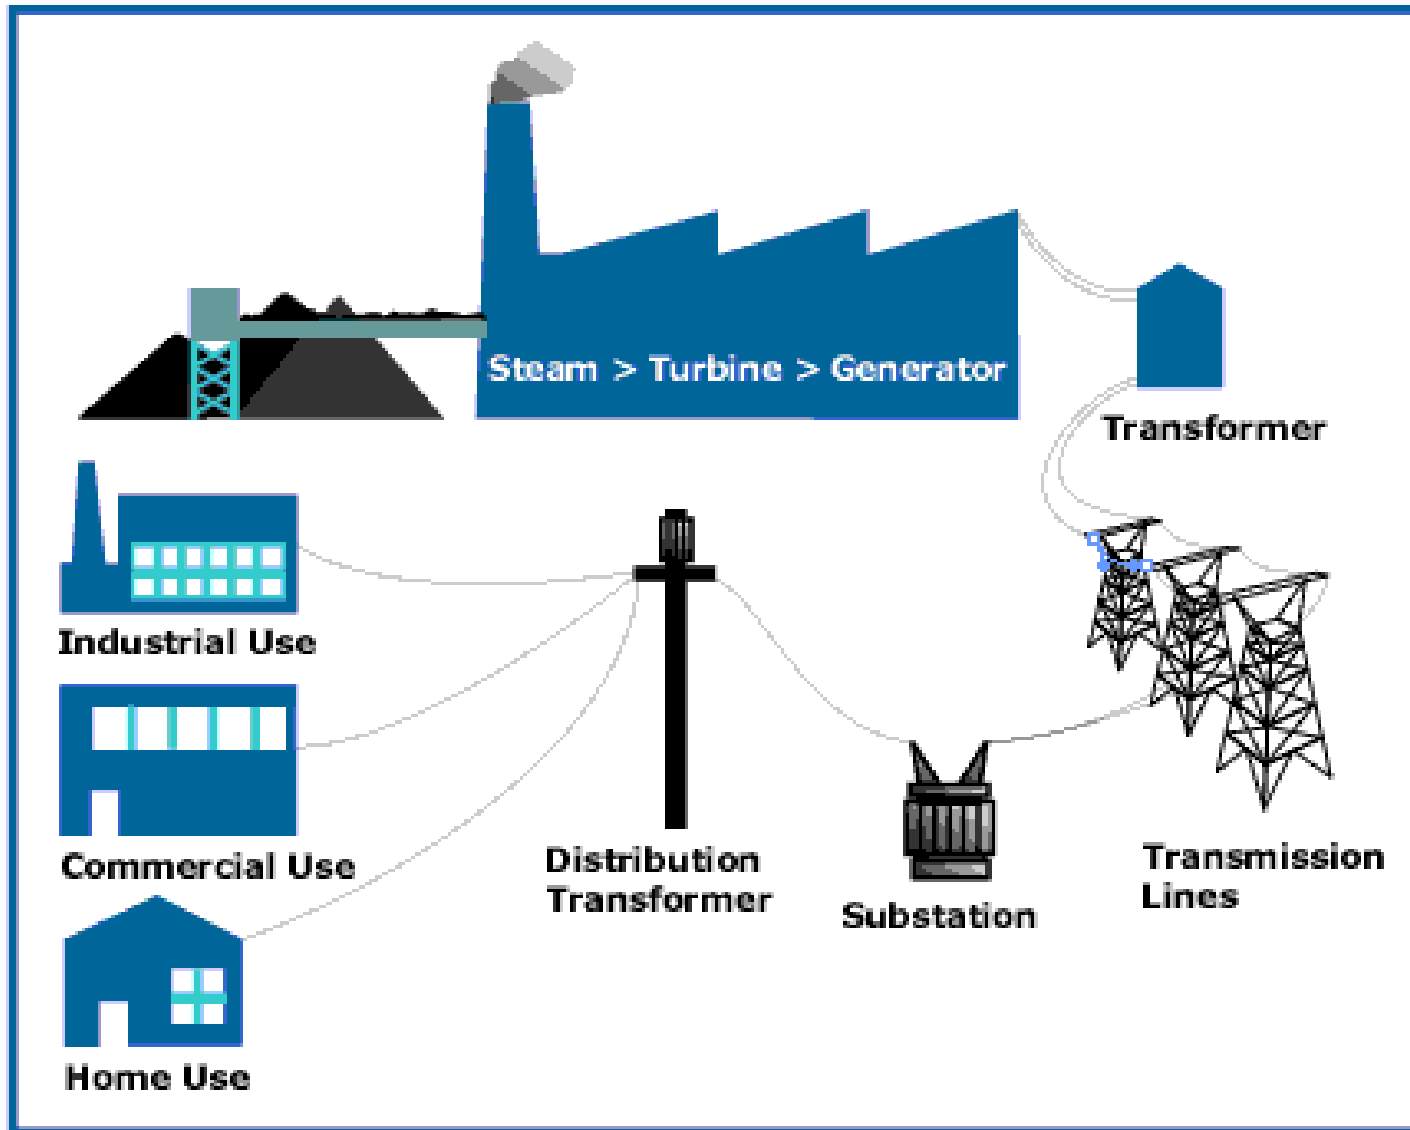 Steam > Turbine > Generator
Transformer
Industrial Use
Commercial Use
Distribution
Transformer
Substation
Transmission
Lines
Home Use